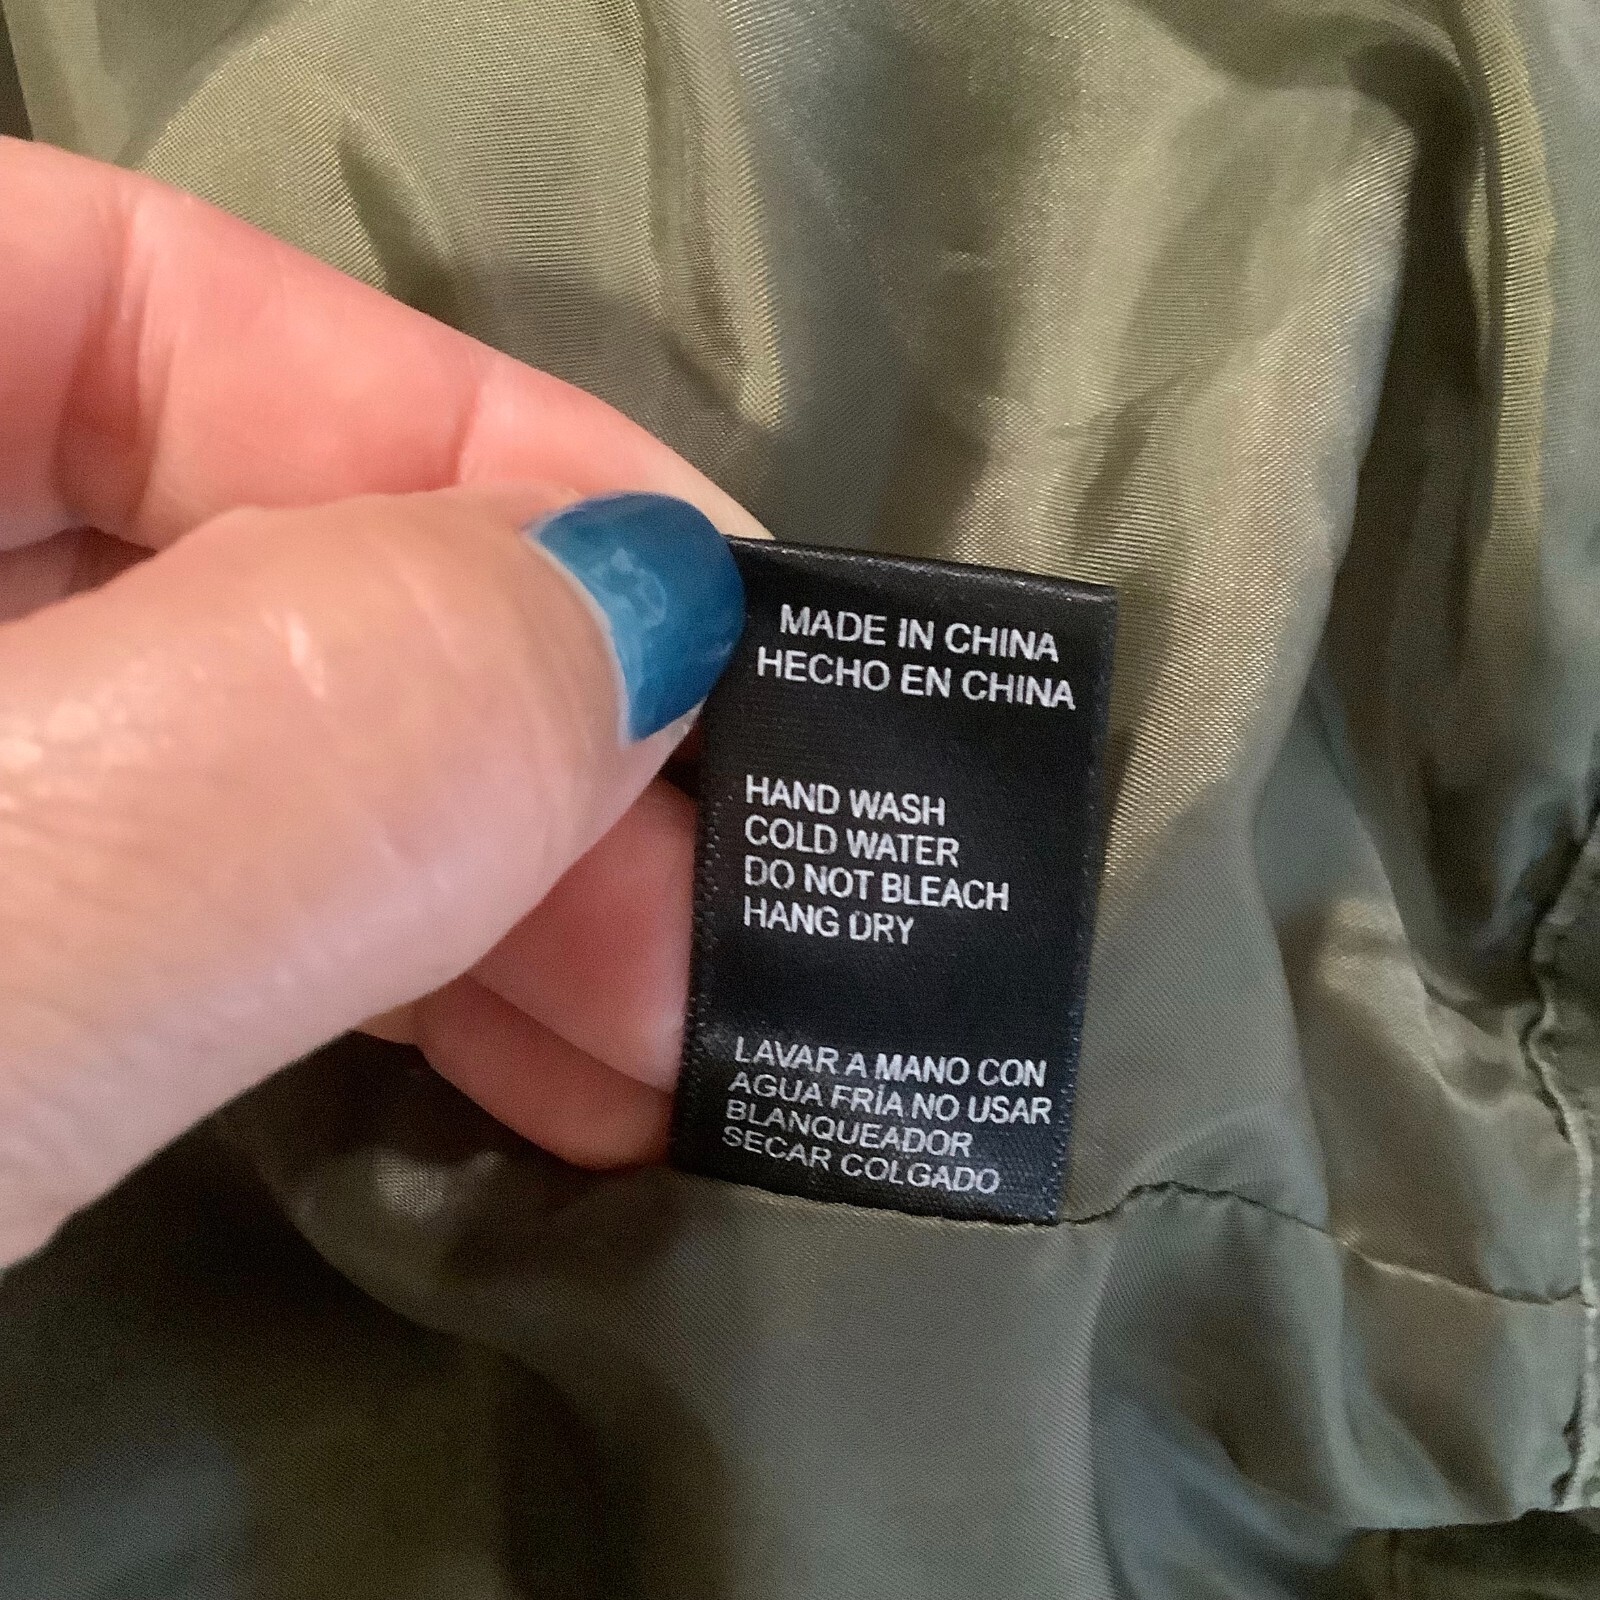 MADE IN CHINA
HECHO EN CHINA
HAND WASH
COLD WATER
DO NOT BLEACH
HANG DRY
LAVAR A MANO CON
AGUA FRÍA NO USAR
BLANQUEADOR
SECAR COLGADO